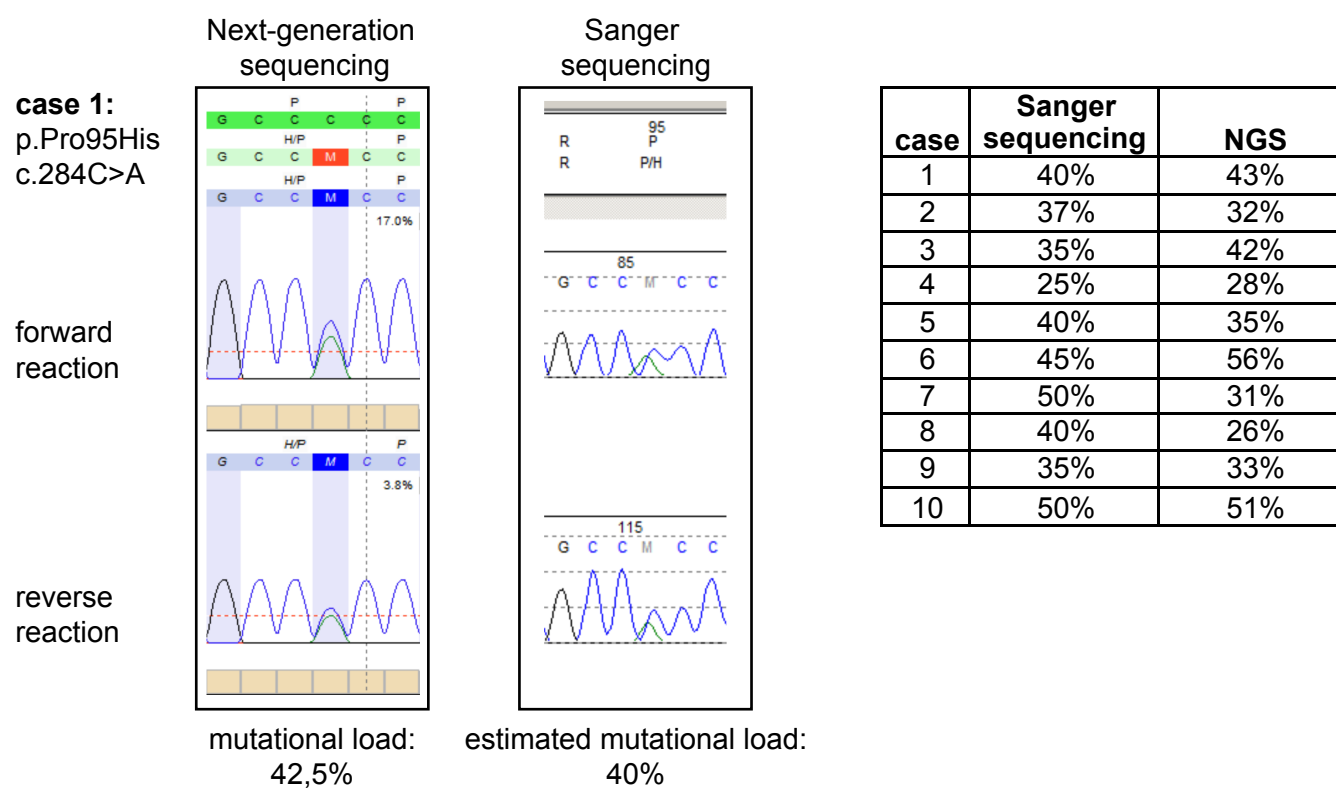 Next-generation
sequencing
Sanger
sequencing
case 1:
p.Pro95His
c.284C>A
P P
G C C C C C
H/P P
G C C M C C
H/P P
G C C M C C
17.0%
forward
reaction
H/P P
G C C M C C
3.8%
reverse
reaction
mutational load:
42,5%
95
R P
R P/H
85
G C C M C C
115
G C C M C C
estimated mutational load:
40%
case Sanger sequencing NGS
1 40% 43%
2 37% 32%
3 35% 42%
4 25% 28%
5 40% 35%
6 45% 56%
7 50% 31%
8 40% 26%
9 35% 33%
10 50% 51%